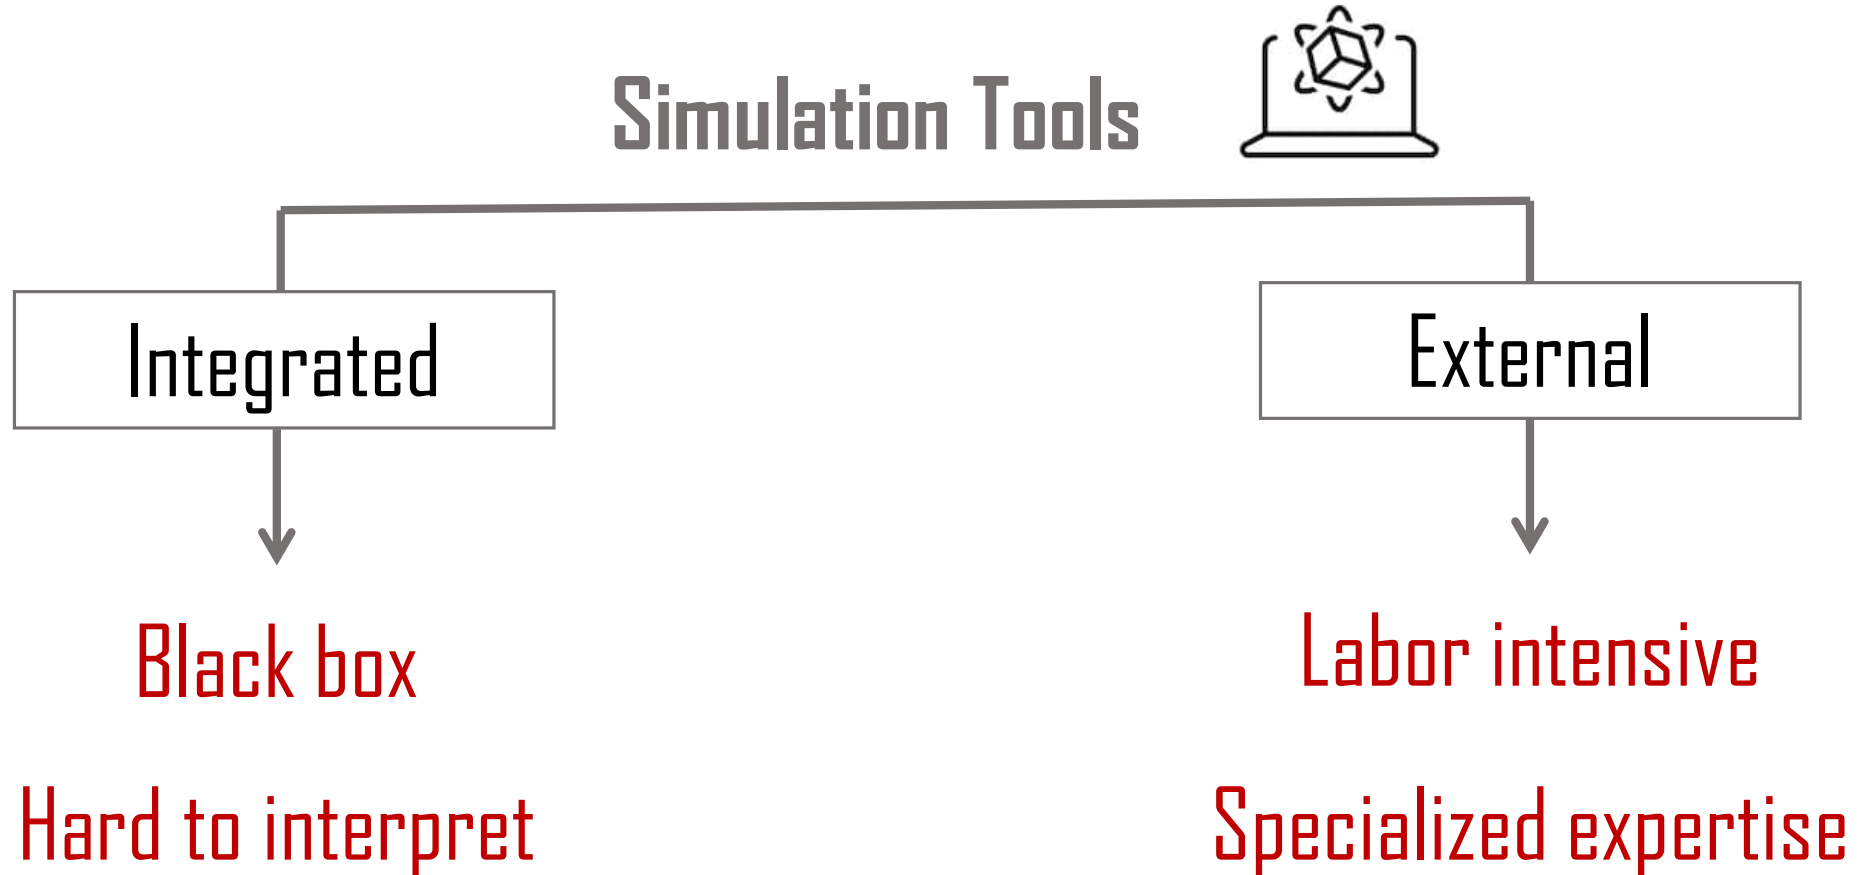 Simulation Tools
Integrated
External
Black box
Labor intensive
Hard to interpret
Specialized expertise